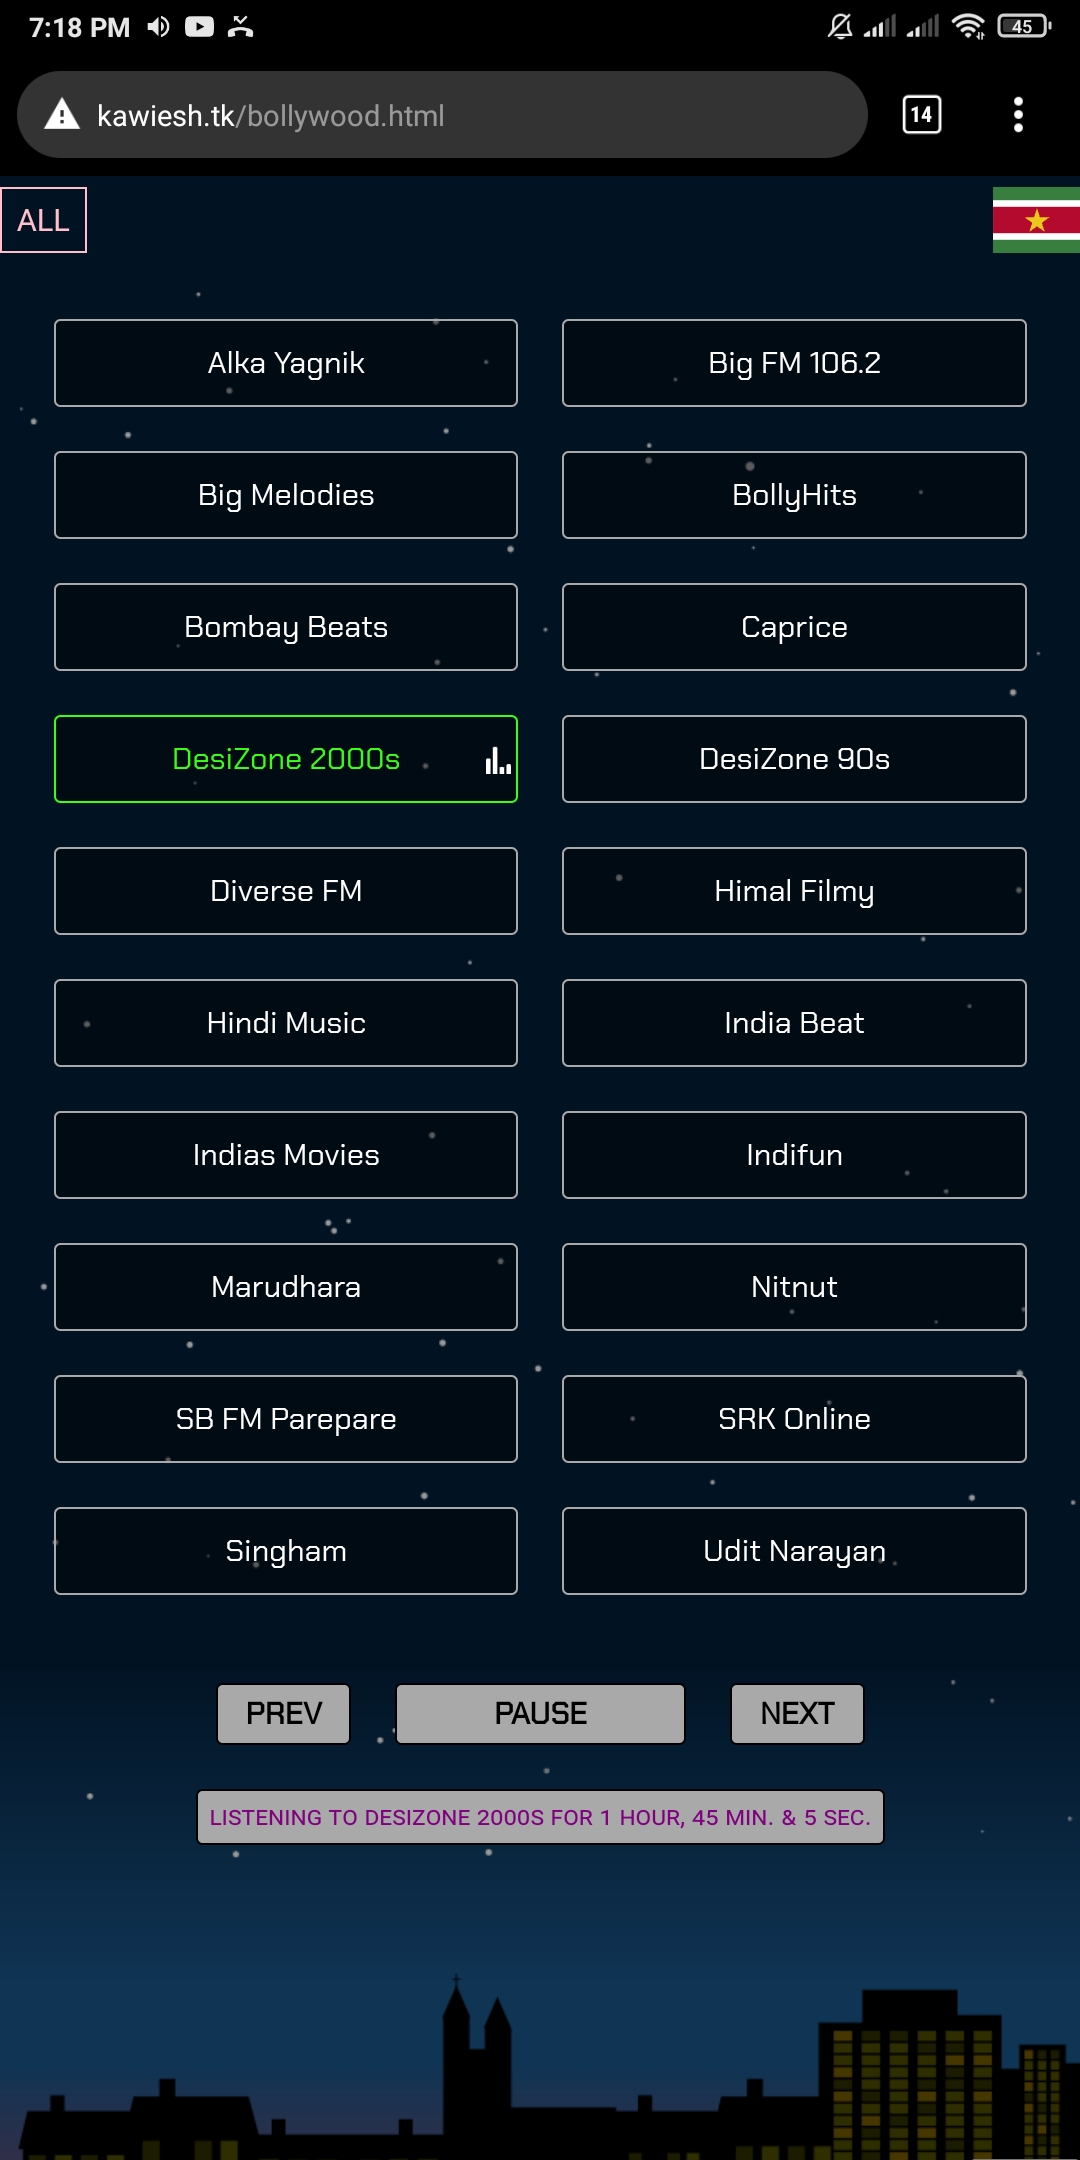 7:18 PM 45
kawiesh.tk/bollywood.html 14
ALL
Alka Yagnik Big FM 106.2
Big Melodies BollyHits
Bombay Beats Caprice
DesiZone 2000s DesiZone 90s
Diverse FM Himal Filmy
Hindi Music India Beat
Indias Movies Indifun
Marudhara Nitnut
SB FM Parepare SRK Online
Singham Udit Narayan
PREV PAUSE NEXT
LISTENING TO DESIZONE 2000S FOR 1 HOUR, 45 MIN. & 5 SEC.